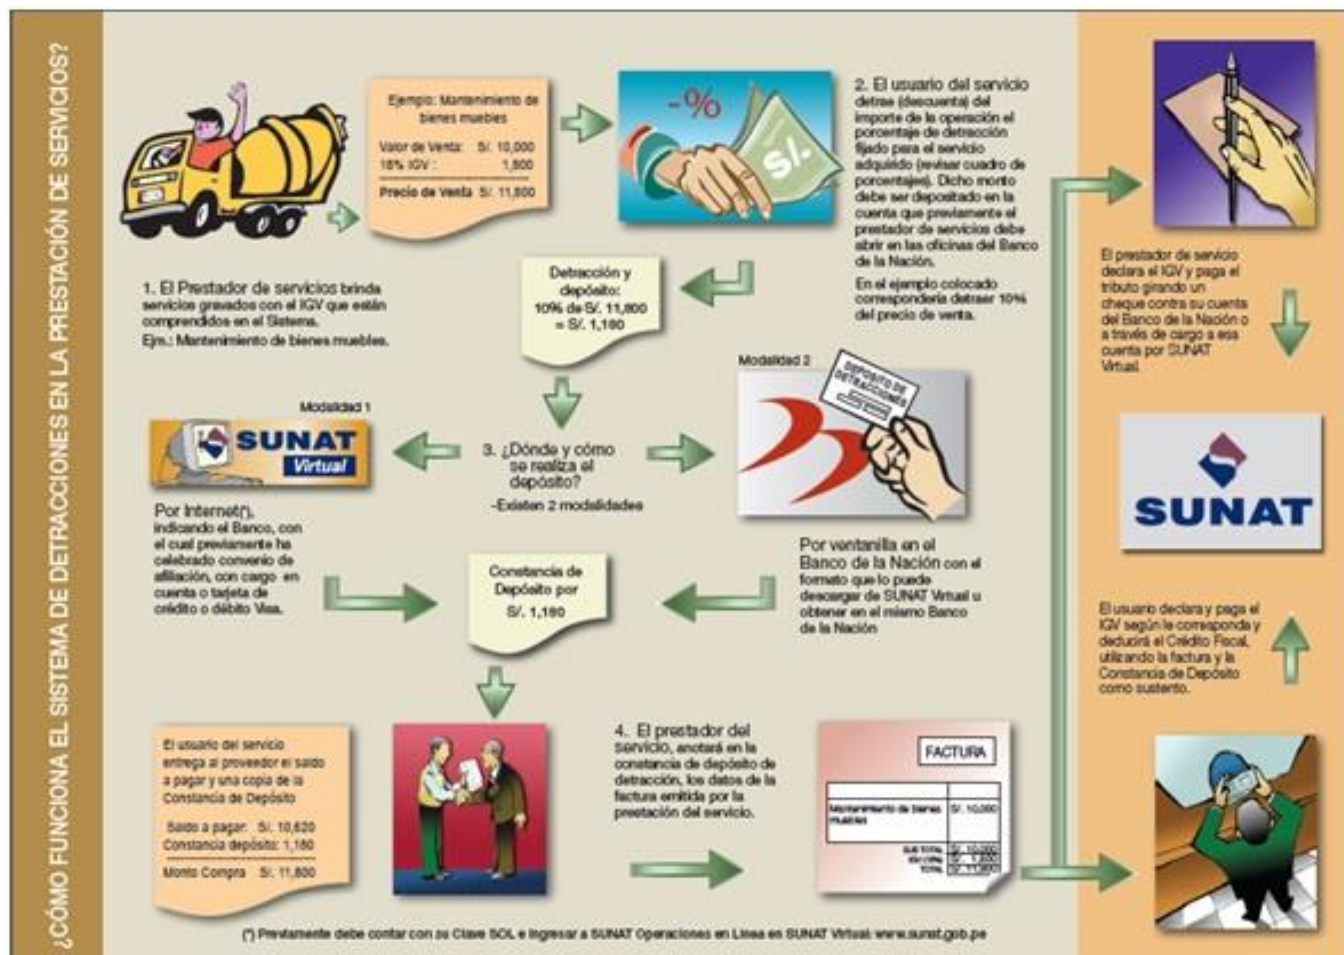 ¿CÓMO FUNCIONA EL SISTEMA DE DETRACCIONES EN LA PRESTACIÓN DE SERVICIOS?
Ejemplo: Mantenimiento de
bienes muebles
Valor de Venta: S/. 10,000
18% IGV : 1,800
Precio de Venta S/. 11,800
1. El Prestador de servicios brinda
servicios gravados con el IGV que están
comprendidos en el Sistema.
Ejm.: Mantenimiento de bienes muebles.
-%
S/.
2. El usuario del servicio
detrae (descuenta) del
importe de la operación el
porcentaje de detracción
fijado para el servicio
adquirido (revisar cuadro de
porcentajes). Dicho monto
debe ser depositado en la
cuenta que previamente el
prestador de servicios debe
abrir en las oficinas del Banco
de la Nación.
En el ejemplo colocado
correspondería detraer 10%
del precio de venta.
Detracción y
depósito:
10% de S/. 11,800
= S/. 1,180
3. ¿Dónde y cómo
se realiza el
depósito?
-Existen 2 modalidades
Modalidad 1
SUNAT
Virtual
Por Internet(*),
indicando el Banco, con
el cual previamente ha
celebrado convenio de
afiliación, con cargo en
cuenta o tarjeta de
crédito o débito Visa.
Modalidad 2
DEPOSITO DE
DETRACCIONES
Por ventanilla en el
Banco de la Nación con el
formato que lo puede
descargar de SUNAT Virtual u
obtener en el mismo Banco
de la Nación
Constancia de
Depósito por
S/. 1,180
El usuario del servicio
entrega al proveedor el saldo
a pagar y una copia de la
Constancia de Depósito
Saldo a pagar: S/. 10,620
Constancia depósito: 1,180
Monto Compra S/. 11,800
4. El prestador del
servicio, anotará en la
constancia de depósito de
detracción, los datos de la
factura emitida por la
prestación del servicio.
FACTURA
Mantenimiento de bienes S/. 10,000
muebles
SUB TOTAL S/. 10,000
IGV (18%) S/. 1,800
TOTAL S/. 11,800
El prestador de servicio
declara el IGV y paga el
tributo girando un
cheque contra su cuenta
del Banco de la Nación o
a través de cargo a esa
cuenta por SUNAT
Virtual.
SUNAT
El usuario declara y paga el
IGV según le corresponda y
deducirá el Crédito Fiscal,
utilizando la factura y la
Constancia de Depósito
como sustento.
(*) Previamente debe contar con su Clave SOL e ingresar a SUNAT Operaciones en Línea en SUNAT Virtual: www.sunat.gob.pe